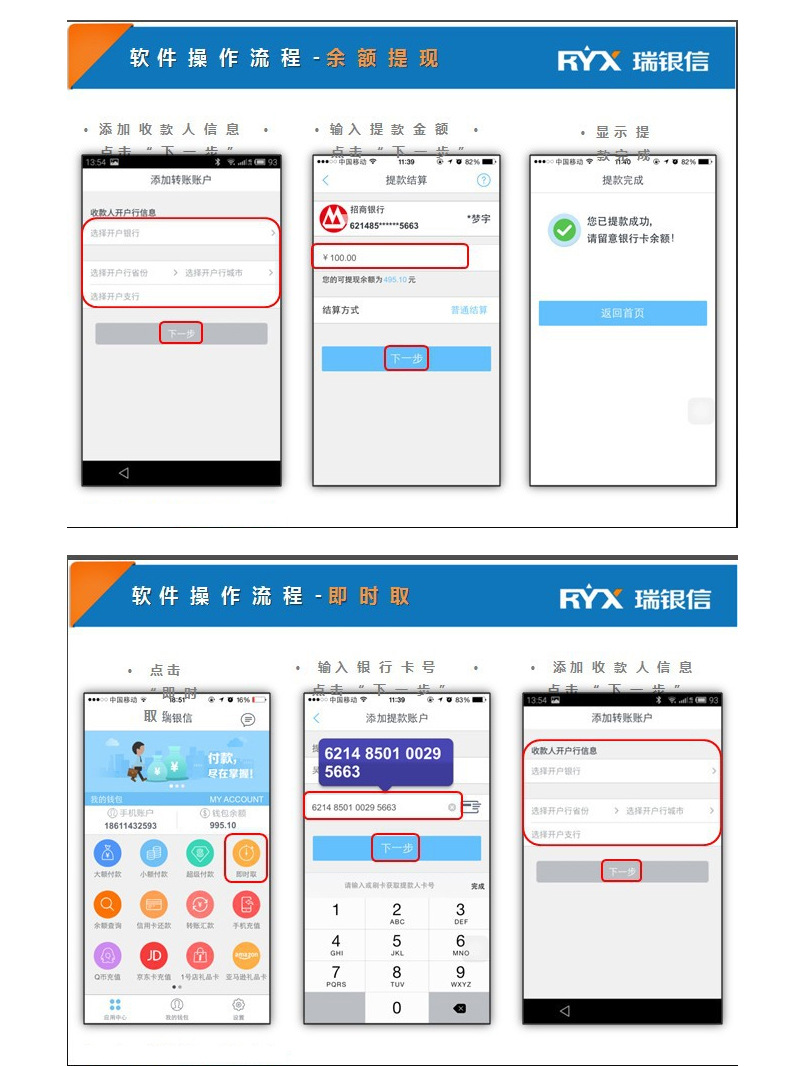 软件操作流程-余额提现
RYX 瑞银信
• 添加收款人信息 •
点击“下一步”
13:54 93
添加转账账户
收款人开户行信息
选择开户银行
选择开户行省份 选择开户行城市
选择开户支行
下一步
• 输入提款金额 •
点击“下一步”
中国移动 11:39 82%
提款结算
招商银行
621485*****5663 *梦宇
¥100.00
您的可提现余额为495.10元
结算方式 普通结算
下一步
• 显示提
款完成
中国移动 11:40 82%
提款完成
您已提款成功,
请留意银行卡余额!
返回首页
软件操作流程-即时取
RYX 瑞银信
• 点击
“即时
取
中国移动 18:51 16%
瑞银信
付款,
尽在掌握!
我的钱包 MY ACCOUNT
手机账户 钱包余额
18611432593 995.10
大额付款 小额付款 超级付款 即时取
余额查询 信用卡还款 转账汇款 手机充值
JD amazon
Q币充值 京东卡充值 1号店礼品卡 亚马逊礼品卡
应用中心 我的钱包 设置
• 输入银行卡号 •
点击“下一步”
中国移动 11:39 83%
添加提款账户
6214 8501 0029
5663
6214 8501 0029 5663
下一步
请输入或刷卡获取提款人卡号 完成
1 2 3
ABC DEF
4 5 6
GHI JKL MNO
7 8 9
PQRS TUV WXYZ
0
• 添加收款人信息
点击“下一步”
13:54 93
添加转账账户
收款人开户行信息
选择开户银行
选择开户行省份 选择开户行城市
选择开户支行
下一步